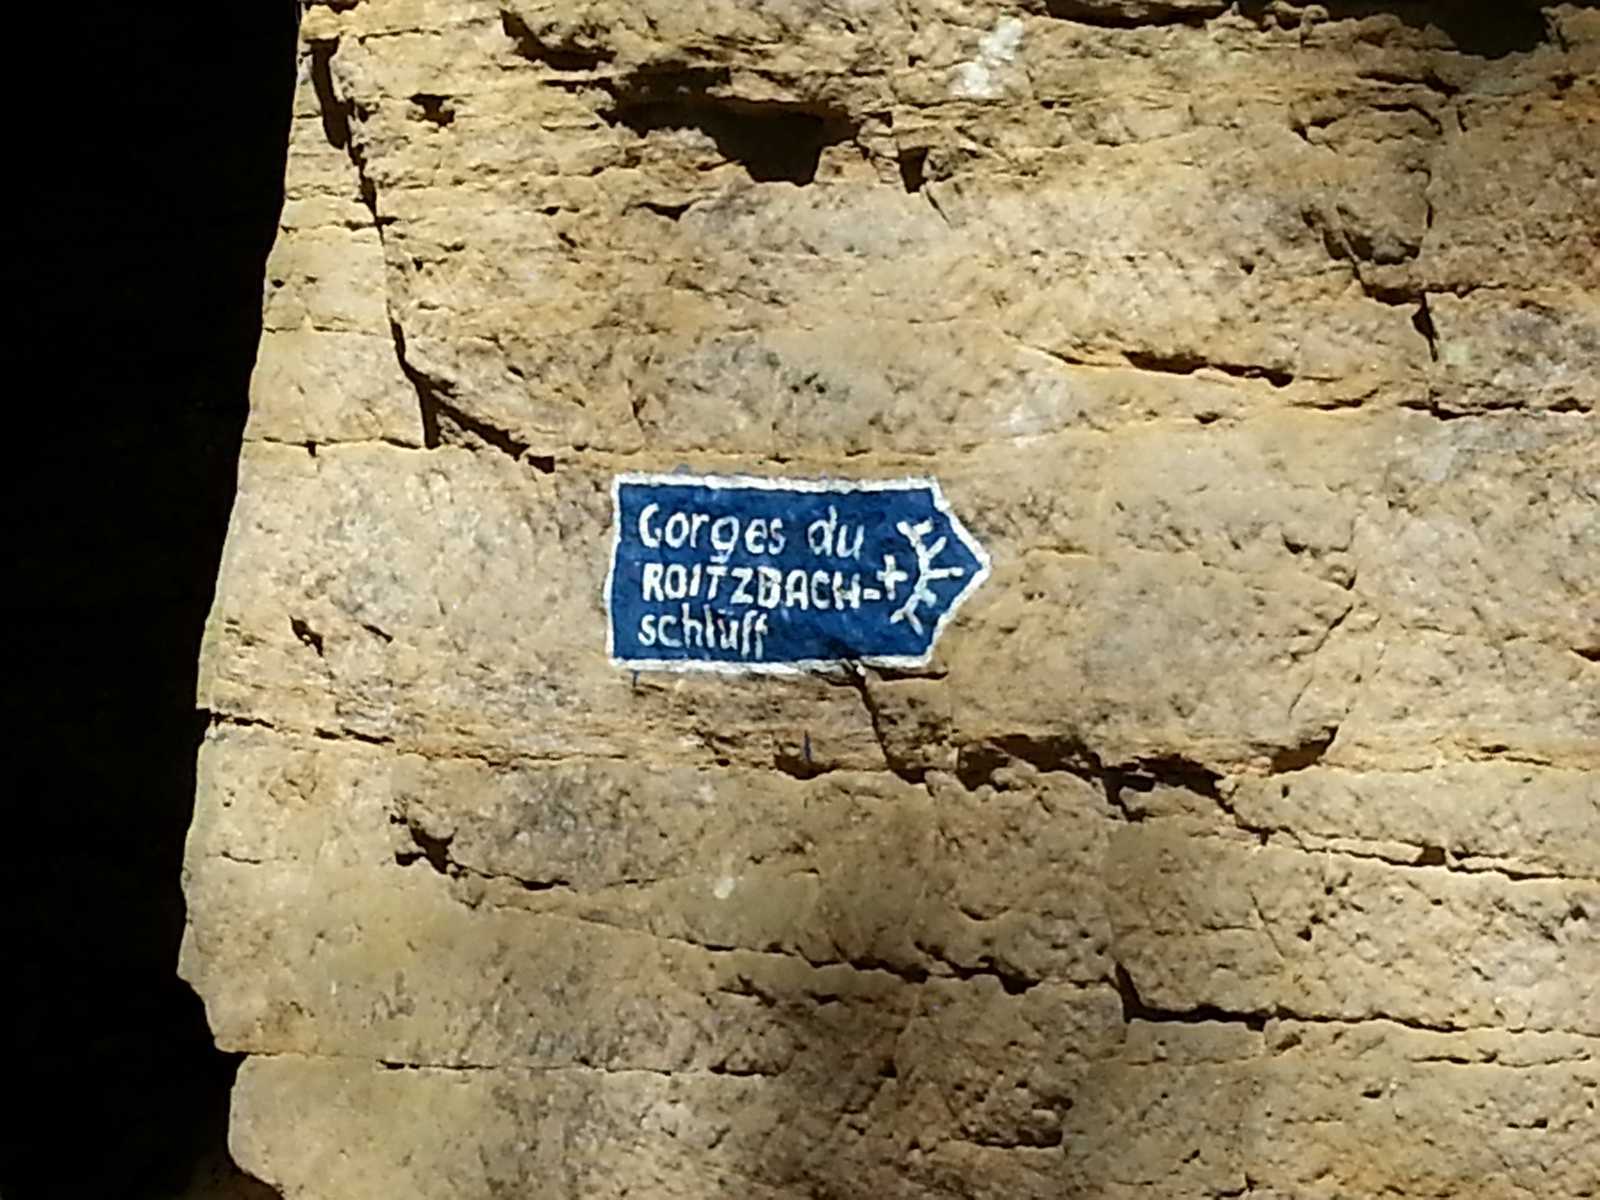 Gorges du
ROITZBACH-
schlüff